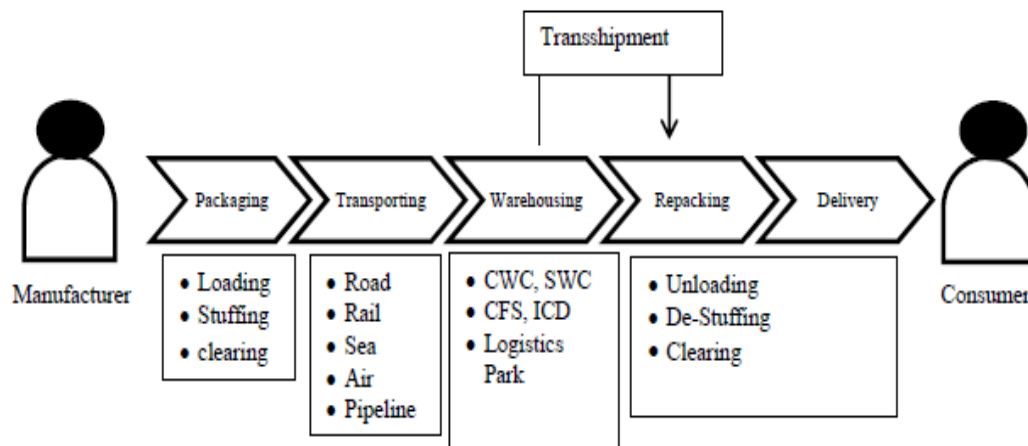 Transshipment
Packaging
Transporting
Warehousing
Repacking
Delivery
Manufacturer
Consumer
• Loading
• Stuffing
• clearing
• Road
• Rail
• Sea
• Air
• Pipeline
• CWC, SWC
• CFS, ICD
• Logistics
Park
• Unloading
• De-Stuffing
• Clearing